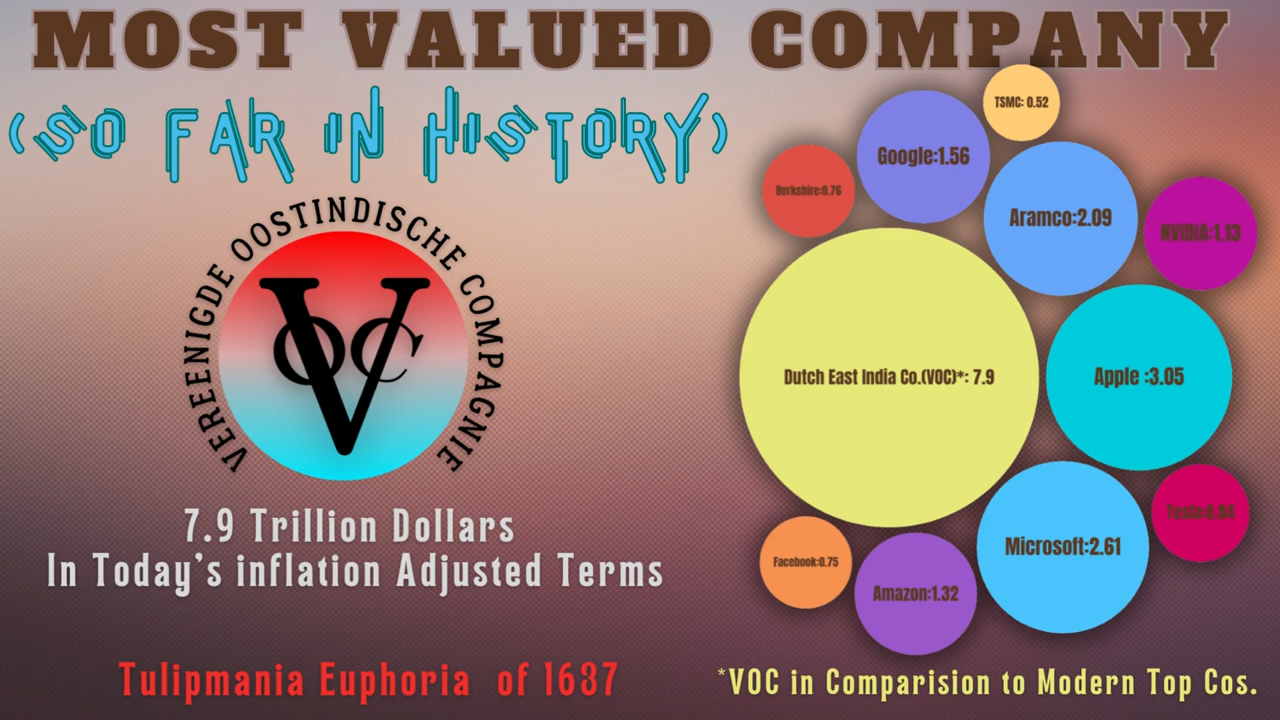 MOST VALUED COMPANY
(SO FAR IN HISTORY)
VEREENIGDE OOSTINDISCHE COMPAGNIE
VOC
7.9 Trillion Dollars
In Today's inflation Adjusted Terms
Tulipmania Euphoria of 1637
TSMC: 0.52
Google:1.56
Berkshire:0.76
Aramco:2.09
NVIDIA:1.13
Dutch East India Co.(VOC)*: 7.9
Apple :3.05
Tesla:0.84
Microsoft:2.61
Facebook:0.75
Amazon:1.32
*VOC in Comparision to Modern Top Cos.